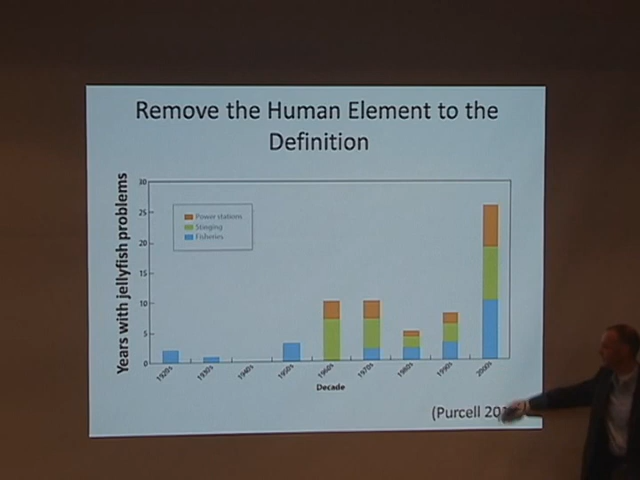 Remove the Human Element to the
Definition
Years with jellyfish problems
30
25
20
15
10
5
0
Power stations
Stinging
Fisheries
1920s
1930s
1940s
1950s
1960s
1970s
1980s
1990s
2000s
Decade
(Purcell